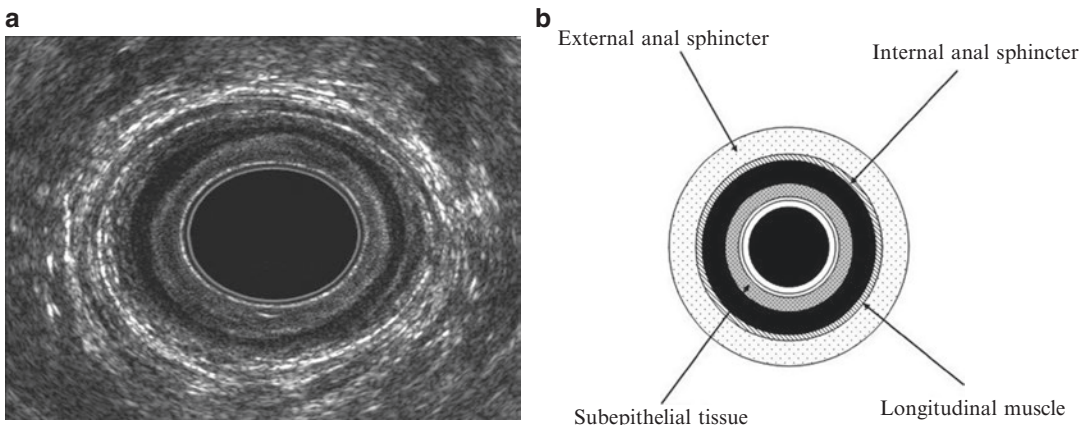 a
b
External anal sphincter
Internal anal sphincter
Subepithelial tissue
Longitudinal muscle